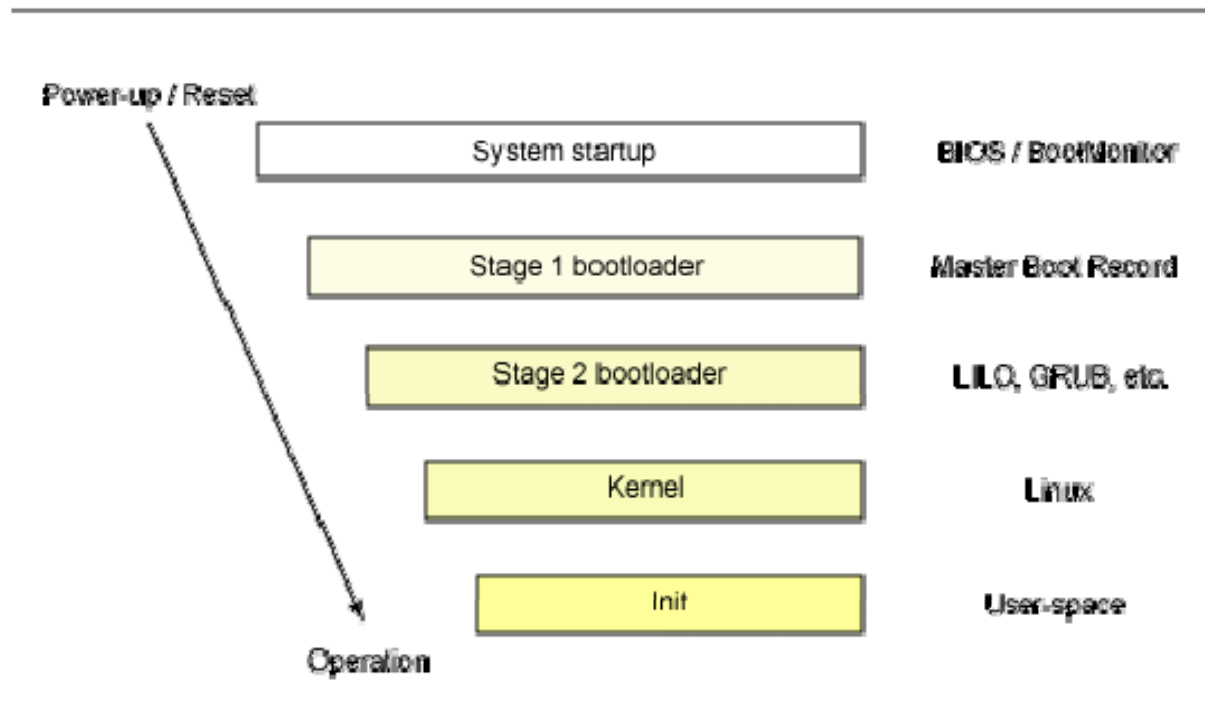 Power-up / Reset
System startup
BIOS / BootMonitor
Stage 1 bootloader
Master Boot Record
Stage 2 bootloader
LILO, GRUB, etc.
Kernel
Linux
Init
User-space
Operation